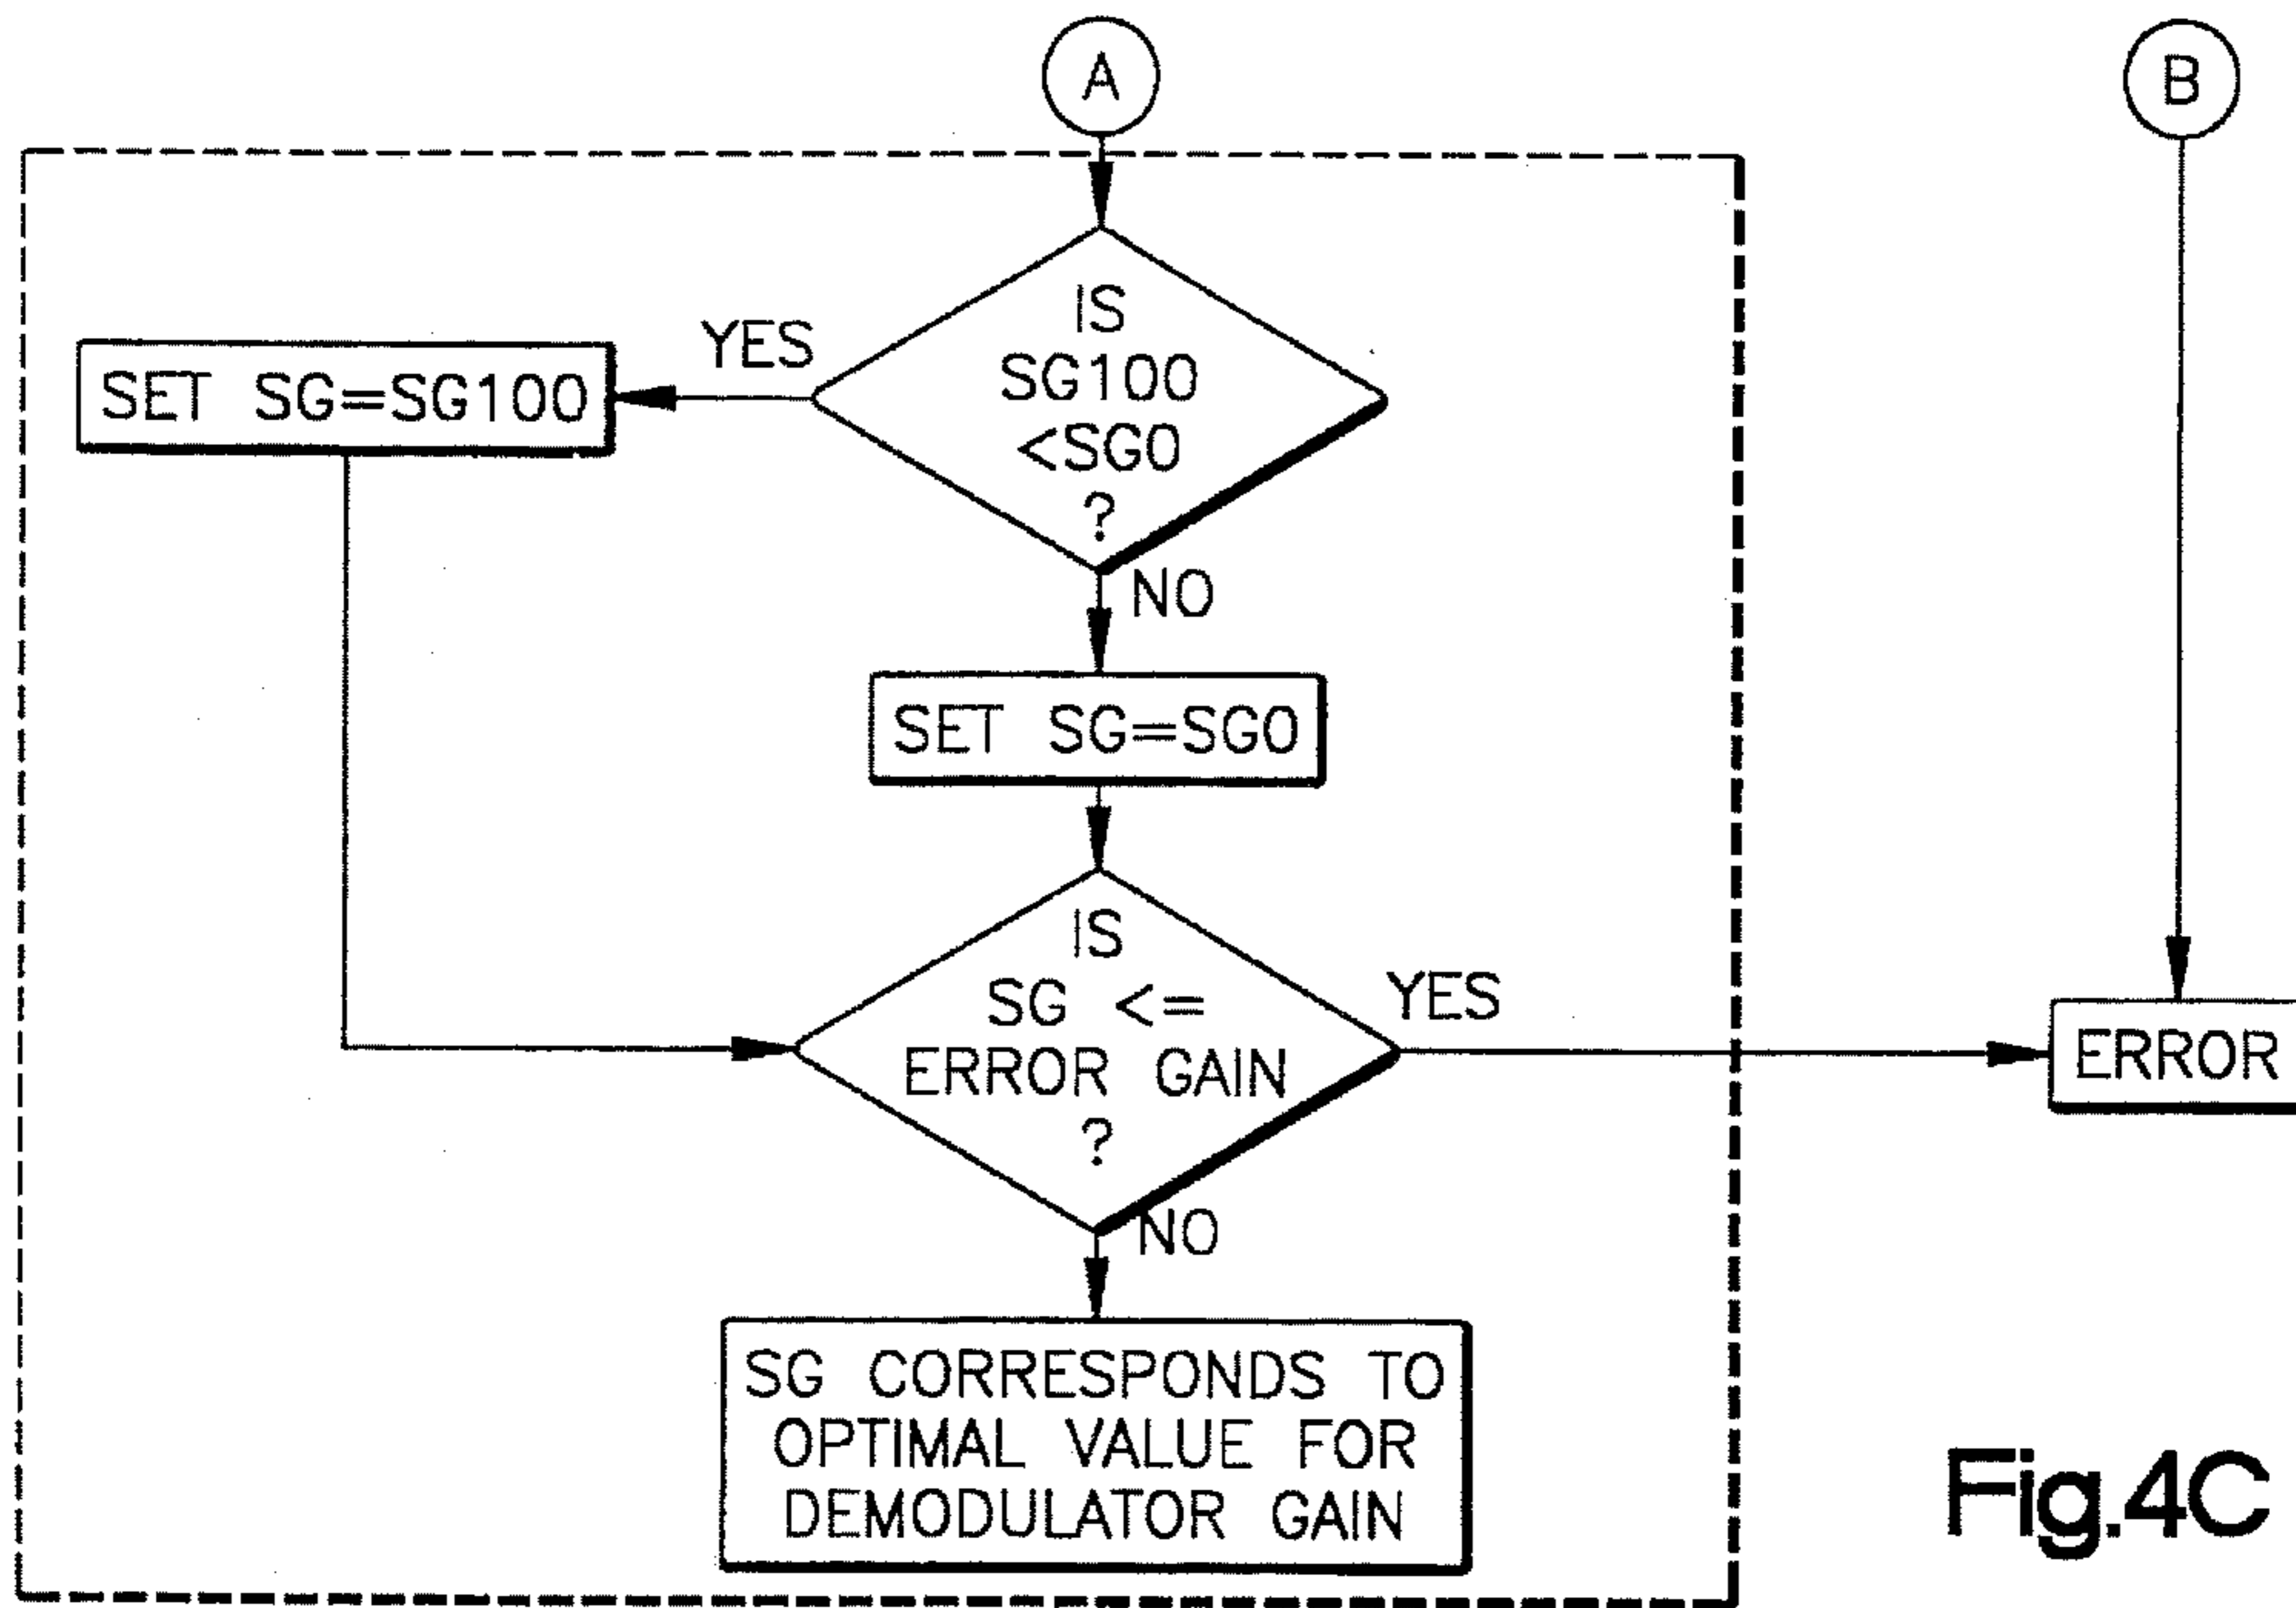 A
B
IS
SG100
<SG0
?
YES
SET SG=SG100
NO
SET SG=SG0
IS
SG <=
ERROR GAIN
?
YES
ERROR
NO
SG CORRESPONDS TO
OPTIMAL VALUE FOR
DEMODULATOR GAIN
Fig.4C